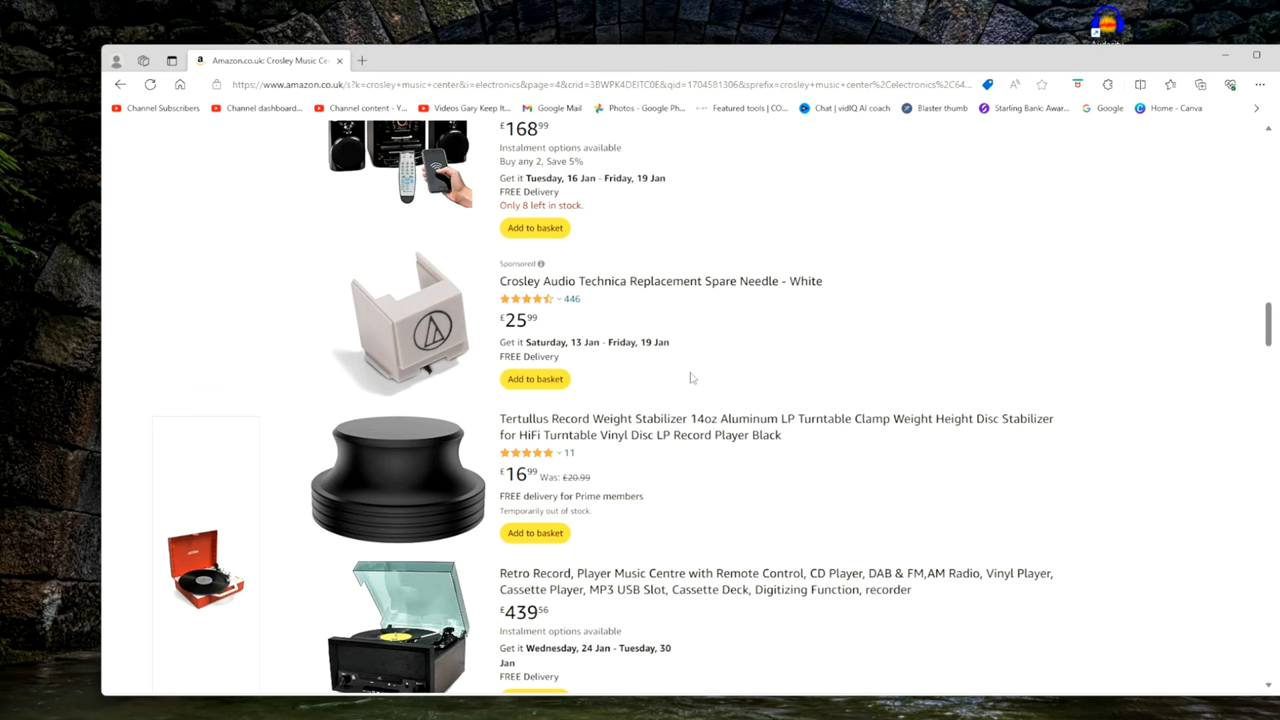 Amazon.co.uk: Crosley Music Ce
https://www.amazon.co.uk/s?k=crosley+music+center&i=electronics&page=4&crid=3BWPK4DEITC0E&qid=1704581306&sprefix=crosley+music+center%2Celectronics%2C64...
Channel Subscribers
Channel dashboard...
Channel content - Y...
Videos Gary Keep It...
Google Mail
Photos - Google Ph...
Featured tools | CO...
Chat | vidIQ AI coach
Blaster thumb
Starling Bank: Awar...
Google
Home - Canva
£168⁹⁹
Instalment options available
Buy any 2, Save 5%
Get it Tuesday, 16 Jan - Friday, 19 Jan
FREE Delivery
Only 8 left in stock.
Add to basket
Sponsored
Crosley Audio Technica Replacement Spare Needle - White
446
£25⁹⁹
Get it Saturday, 13 Jan - Friday, 19 Jan
FREE Delivery
Add to basket
Tertullus Record Weight Stabilizer 14oz Aluminum LP Turntable Clamp Weight Height Disc Stabilizer
for HiFi Turntable Vinyl Disc LP Record Player Black
11
£16⁹⁹ Was: £20.99
FREE delivery for Prime members
Temporarily out of stock.
Add to basket
Retro Record, Player Music Centre with Remote Control, CD Player, DAB & FM,AM Radio, Vinyl Player,
Cassette Player, MP3 USB Slot, Cassette Deck, Digitizing Function, recorder
£439⁵⁶
Instalment options available
Get it Wednesday, 24 Jan - Tuesday, 30
Jan
FREE Delivery